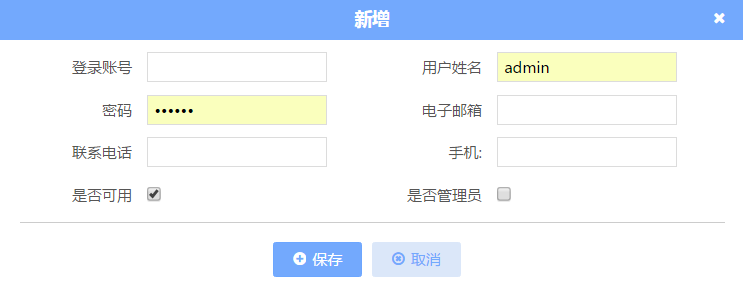 新增
登录账号
用户姓名 admin
密码 ••••••
电子邮箱
联系电话
手机:
是否可用
是否管理员
保存
取消